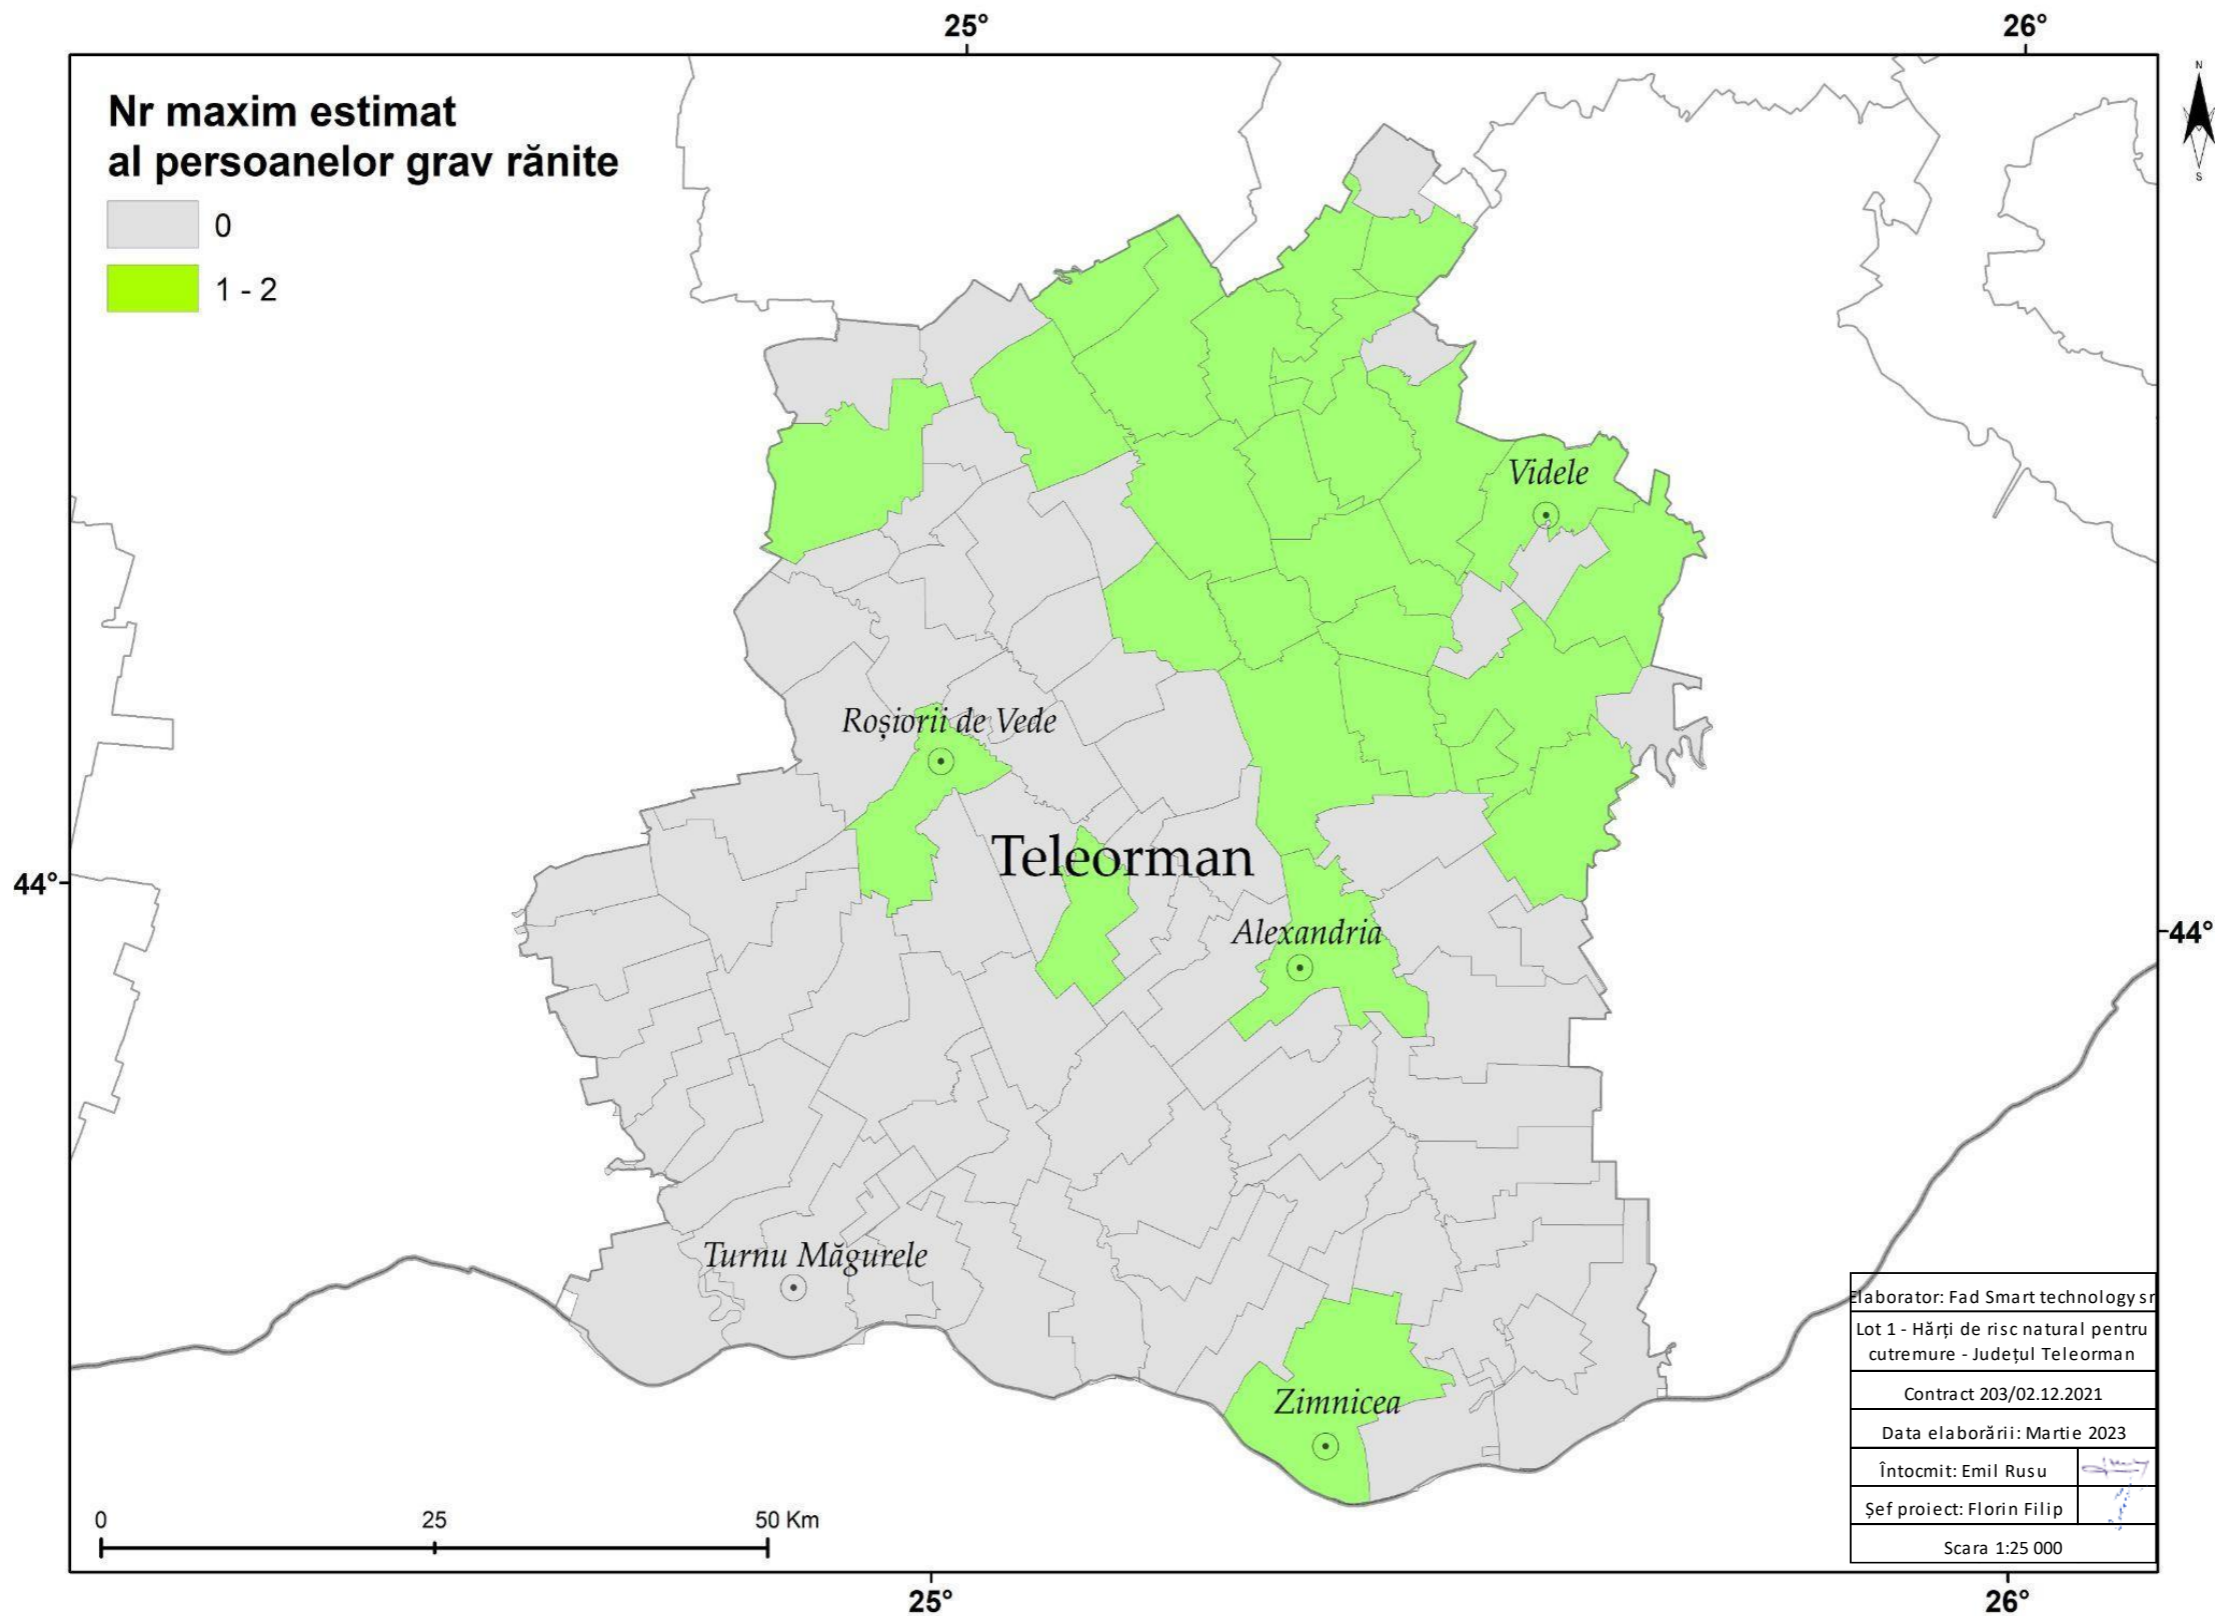 25°
26°
N
S
Nr maxim estimat
al persoanelor grav rănite
0
1 - 2
Videle
Roșiorii de Vede
Teleorman
44°
Alexandria
44°
Turnu Măgurele
Zimnicea
Elaborator: Fad Smart technology sr
Lot 1 - Hărți de risc natural pentru
cutremure - Județul Teleorman
Contract 203/02.12.2021
Data elaborării: Martie 2023
Întocmit: Emil Rusu
Șef proiect: Florin Filip
Scara 1:25 000
0 25 50 Km
25°
26°